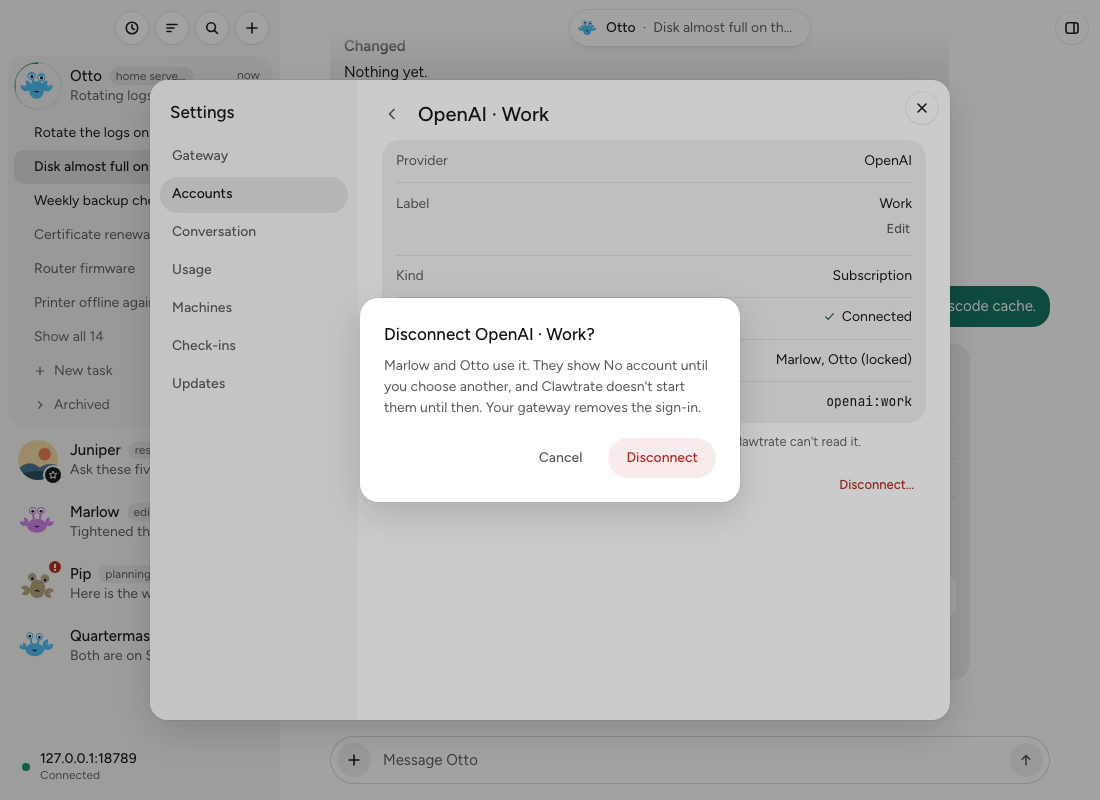 Otto · Disk almost full on th…
Otto home serve… now
Rotating logs
Rotate the logs on
Disk almost full on
Weekly backup che
Certificate renewa
Router firmware
Printer offline again
Show all 14
New task
Archived
Juniper res
Ask these five
Marlow edi
Tightened th
Pip planning
Here is the w
Quartermas
Both are on S
127.0.0.1:18789
Connected
Changed
Nothing yet.
scode cache.
Message Otto
Settings
Gateway
Accounts
Conversation
Usage
Machines
Check-ins
Updates
OpenAI · Work
Provider OpenAI
Label Work
Edit
Kind Subscription
Connected
Marlow, Otto (locked)
openai:work
lawtrate can't read it.
Disconnect…
Disconnect OpenAI · Work?
Marlow and Otto use it. They show No account until
you choose another, and Clawtrate doesn't start
them until then. Your gateway removes the sign-in.
Cancel Disconnect